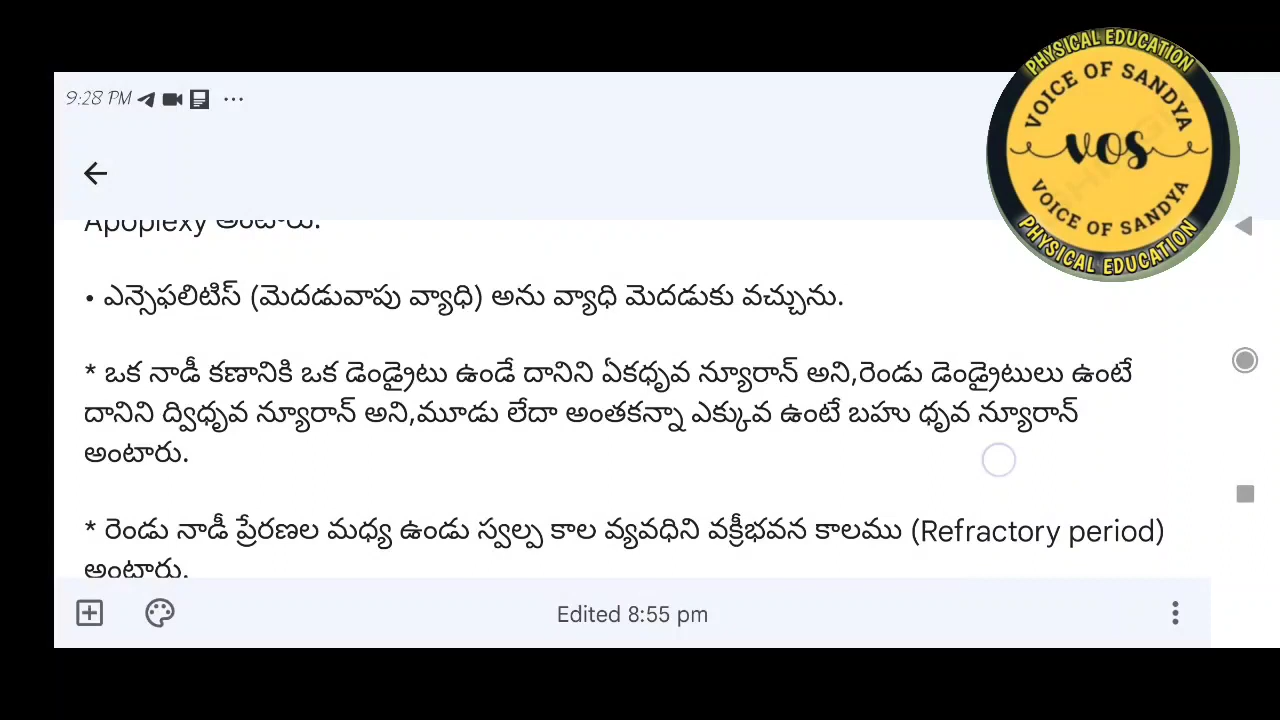 PHYSICAL EDUCATION
VOICE OF SANDYA
vos
VOICE OF SANDYA
PHYSICAL EDUCATION
9:28 PM
Apoplexy అంటారు.
• ఎన్సెఫలిటిస్ (మెదడువాపు వ్యాధి) అను వ్యాధి మెదడుకు వచ్చును.
* ఒక నాడీ కణానికి ఒక డెండ్రైటు ఉండే దానిని ఏకధృవ న్యూరాన్ అని,రెండు డెండ్రైటులు ఉంటే
దానిని ద్విధృవ న్యూరాన్ అని,మూడు లేదా అంతకన్నా ఎక్కువ ఉంటే బహు ధృవ న్యూరాన్
అంటారు.
* రెండు నాడీ ప్రేరణల మధ్య ఉండు స్వల్ప కాల వ్యవధిని వక్రీభవన కాలము (Refractory period)
అంటారు.
Edited 8:55 pm